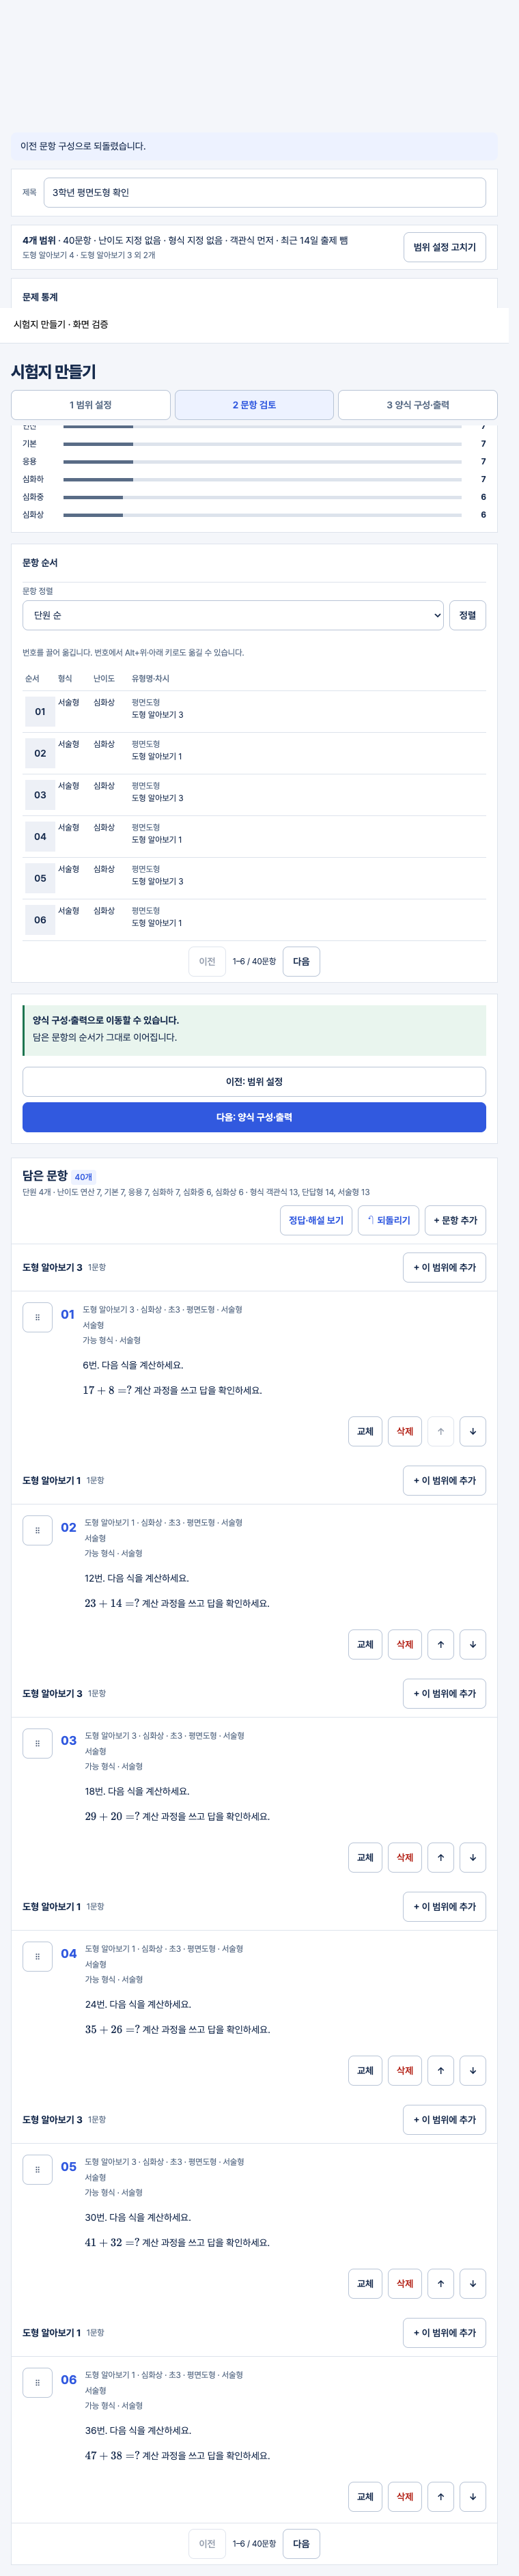 이전 문항 구성으로 되돌렸습니다.
제목
3학년 평면도형 확인
4개 범위 · 40문항 · 난이도 지정 없음 · 형식 지정 없음 · 객관식 먼저 · 최근 14일 출제 뺌
도형 알아보기 4 · 도형 알아보기 3 외 2개
범위 설정 고치기
문제 통계
시험지 만들기 · 화면 검증
시험지 만들기
1 범위 설정
2 문항 검토
3 양식 구성·출력
기본 7
응용 7
심화하 7
심화중 6
심화상 6
문항 순서
문항 정렬
단원 순
정렬
번호를 끌어 옮깁니다. 번호에서 Alt+위·아래 키로도 옮길 수 있습니다.
순서 형식 난이도 유형명·차시
01 서술형 심화상 평면도형
도형 알아보기 3
02 서술형 심화상 평면도형
도형 알아보기 1
03 서술형 심화상 평면도형
도형 알아보기 3
04 서술형 심화상 평면도형
도형 알아보기 1
05 서술형 심화상 평면도형
도형 알아보기 3
06 서술형 심화상 평면도형
도형 알아보기 1
이전 1–6 / 40문항 다음
양식 구성·출력으로 이동할 수 있습니다.
담은 문항의 순서가 그대로 이어집니다.
이전: 범위 설정
다음: 양식 구성·출력
담은 문항 40개
단원 4개 · 난이도 연산 7, 기본 7, 응용 7, 심화하 7, 심화중 6, 심화상 6 · 형식 객관식 13, 단답형 14, 서술형 13
정답·해설 보기
되돌리기
+ 문항 추가
도형 알아보기 3 1문항
+ 이 범위에 추가
01 도형 알아보기 3 · 심화상 · 초3 · 평면도형 · 서술형
서술형
가능 형식 · 서술형
6번. 다음 식을 계산하세요.
17 + 8 =? 계산 과정을 쓰고 답을 확인하세요.
교체 삭제 ↑ ↓
도형 알아보기 1 1문항
+ 이 범위에 추가
02 도형 알아보기 1 · 심화상 · 초3 · 평면도형 · 서술형
서술형
가능 형식 · 서술형
12번. 다음 식을 계산하세요.
23 + 14 =? 계산 과정을 쓰고 답을 확인하세요.
교체 삭제 ↑ ↓
도형 알아보기 3 1문항
+ 이 범위에 추가
03 도형 알아보기 3 · 심화상 · 초3 · 평면도형 · 서술형
서술형
가능 형식 · 서술형
18번. 다음 식을 계산하세요.
29 + 20 =? 계산 과정을 쓰고 답을 확인하세요.
교체 삭제 ↑ ↓
도형 알아보기 1 1문항
+ 이 범위에 추가
04 도형 알아보기 1 · 심화상 · 초3 · 평면도형 · 서술형
서술형
가능 형식 · 서술형
24번. 다음 식을 계산하세요.
35 + 26 =? 계산 과정을 쓰고 답을 확인하세요.
교체 삭제 ↑ ↓
도형 알아보기 3 1문항
+ 이 범위에 추가
05 도형 알아보기 3 · 심화상 · 초3 · 평면도형 · 서술형
서술형
가능 형식 · 서술형
30번. 다음 식을 계산하세요.
41 + 32 =? 계산 과정을 쓰고 답을 확인하세요.
교체 삭제 ↑ ↓
도형 알아보기 1 1문항
+ 이 범위에 추가
06 도형 알아보기 1 · 심화상 · 초3 · 평면도형 · 서술형
서술형
가능 형식 · 서술형
36번. 다음 식을 계산하세요.
47 + 38 =? 계산 과정을 쓰고 답을 확인하세요.
교체 삭제 ↑ ↓
이전 1–6 / 40문항 다음